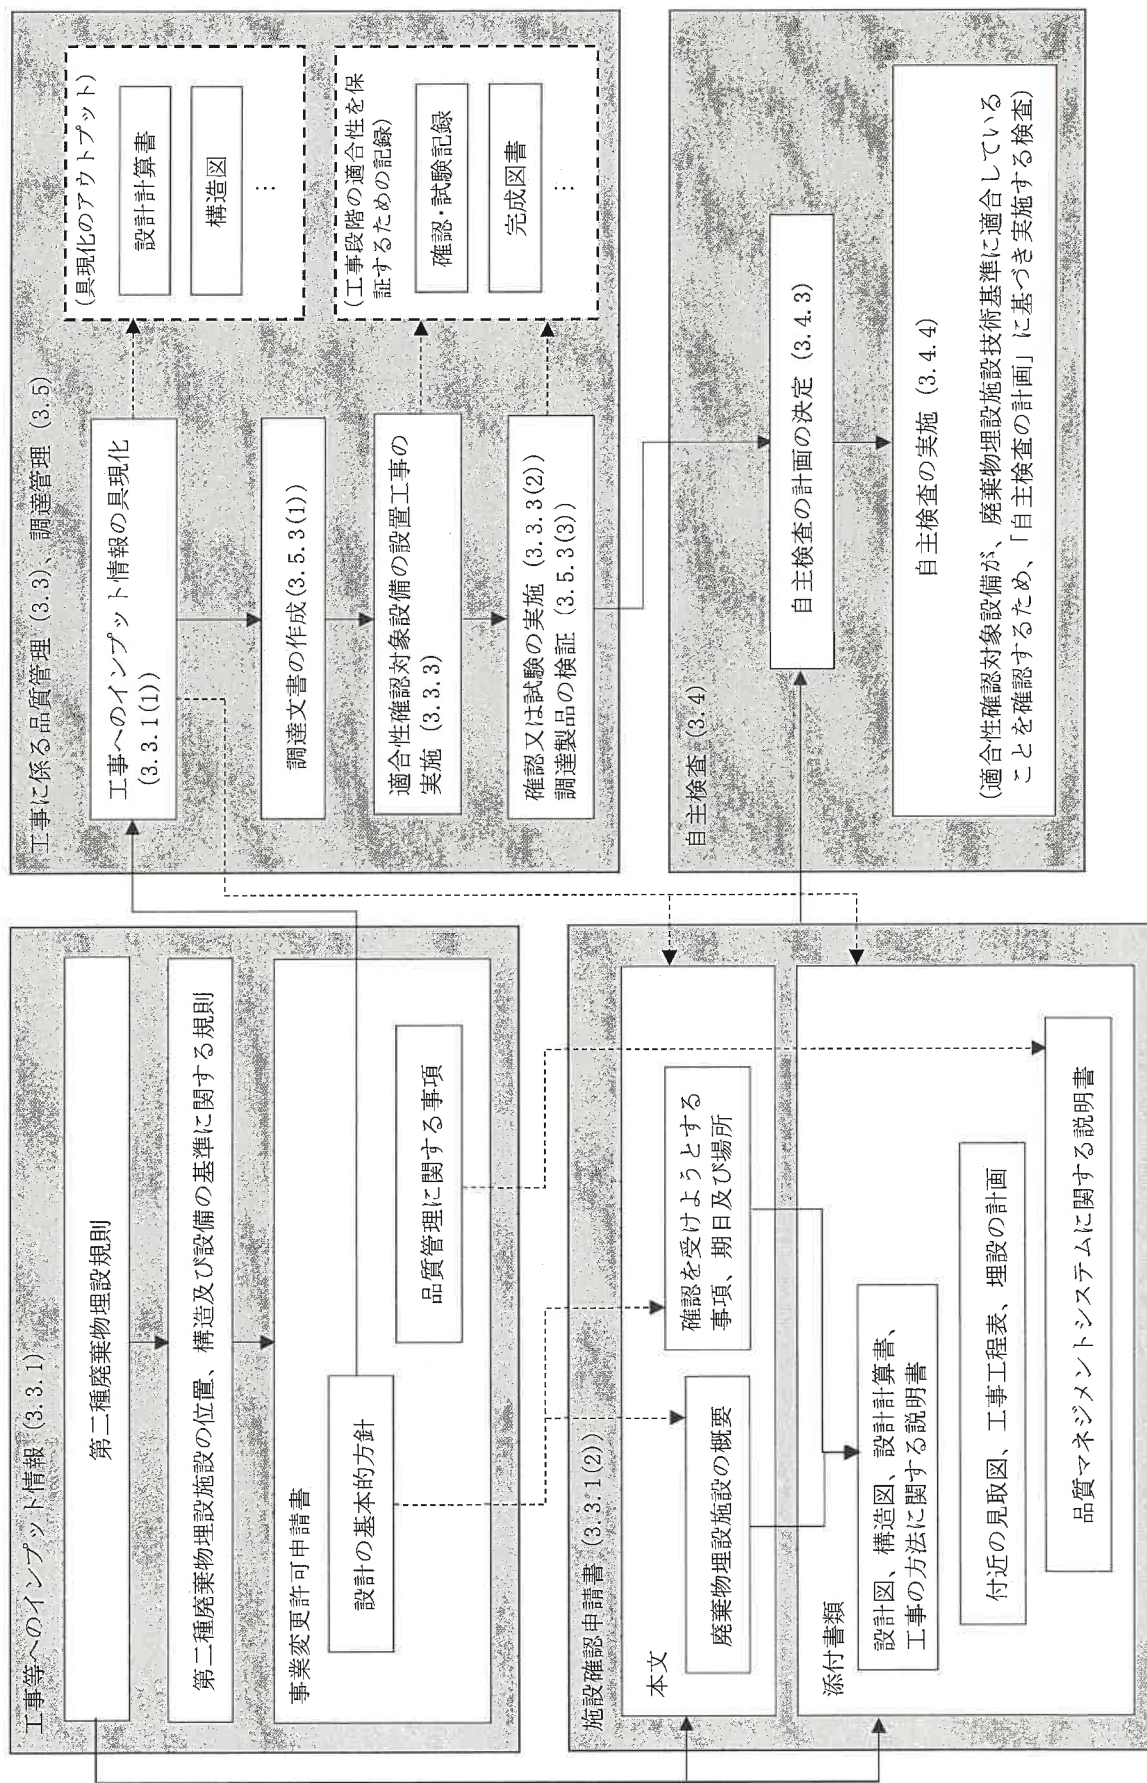 工事等へのインプット情報 (3.3.1)
第二種廃棄物埋設規則
第二種廃棄物埋設施設の位置、構造及び設備の基準に関する規則
事業変更許可申請書
設計の基本的方針
品質管理に関する事項
施設確認申請書 (3.3.1(2))
本文
廃棄物埋設施設の概要
確認を受けようとする
事項、期日及び場所
添付書類
設計図、構造図、設計計算書、
工事の方法に関する説明書
付近の見取図、工事工程表、埋設の計画
品質マネジメントシステムに関する説明書
工事に係る品質管理 (3.3)、調達管理 (3.5)
工事へのインプット情報の具現化
(3.3.1(1))
調達文書の作成(3.5.3(1))
適合性確認対象設備の設置工事の
実施 (3.3.3)
確認又は試験の実施 (3.3.3(2))
調達製品の検証 (3.5.3(3))
(具現化のアウトプット)
設計計算書
構造図
…
(工事段階の適合性を保
証するための記録)
確認・試験記録
完成図書
…
自主検査 (3.4)
自主検査の計画の決定 (3.4.3)
自主検査の実施 (3.4.4)
(適合性確認対象設備が、廃棄物埋設施設技術基準に適合している
ことを確認するため、「自主検査の計画」に基づき実施する検査)